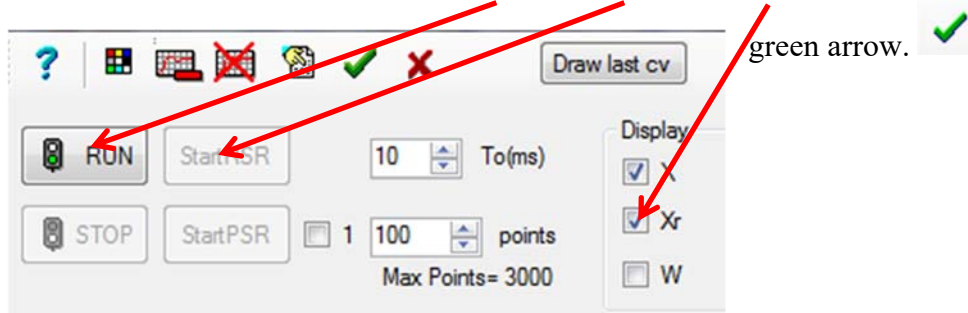 green arrow.
? Draw last cv
RUN StartPSR 10 To(ms) Display
X
Xr
STOP StartPSR 1 100 points
Max Points= 3000 W